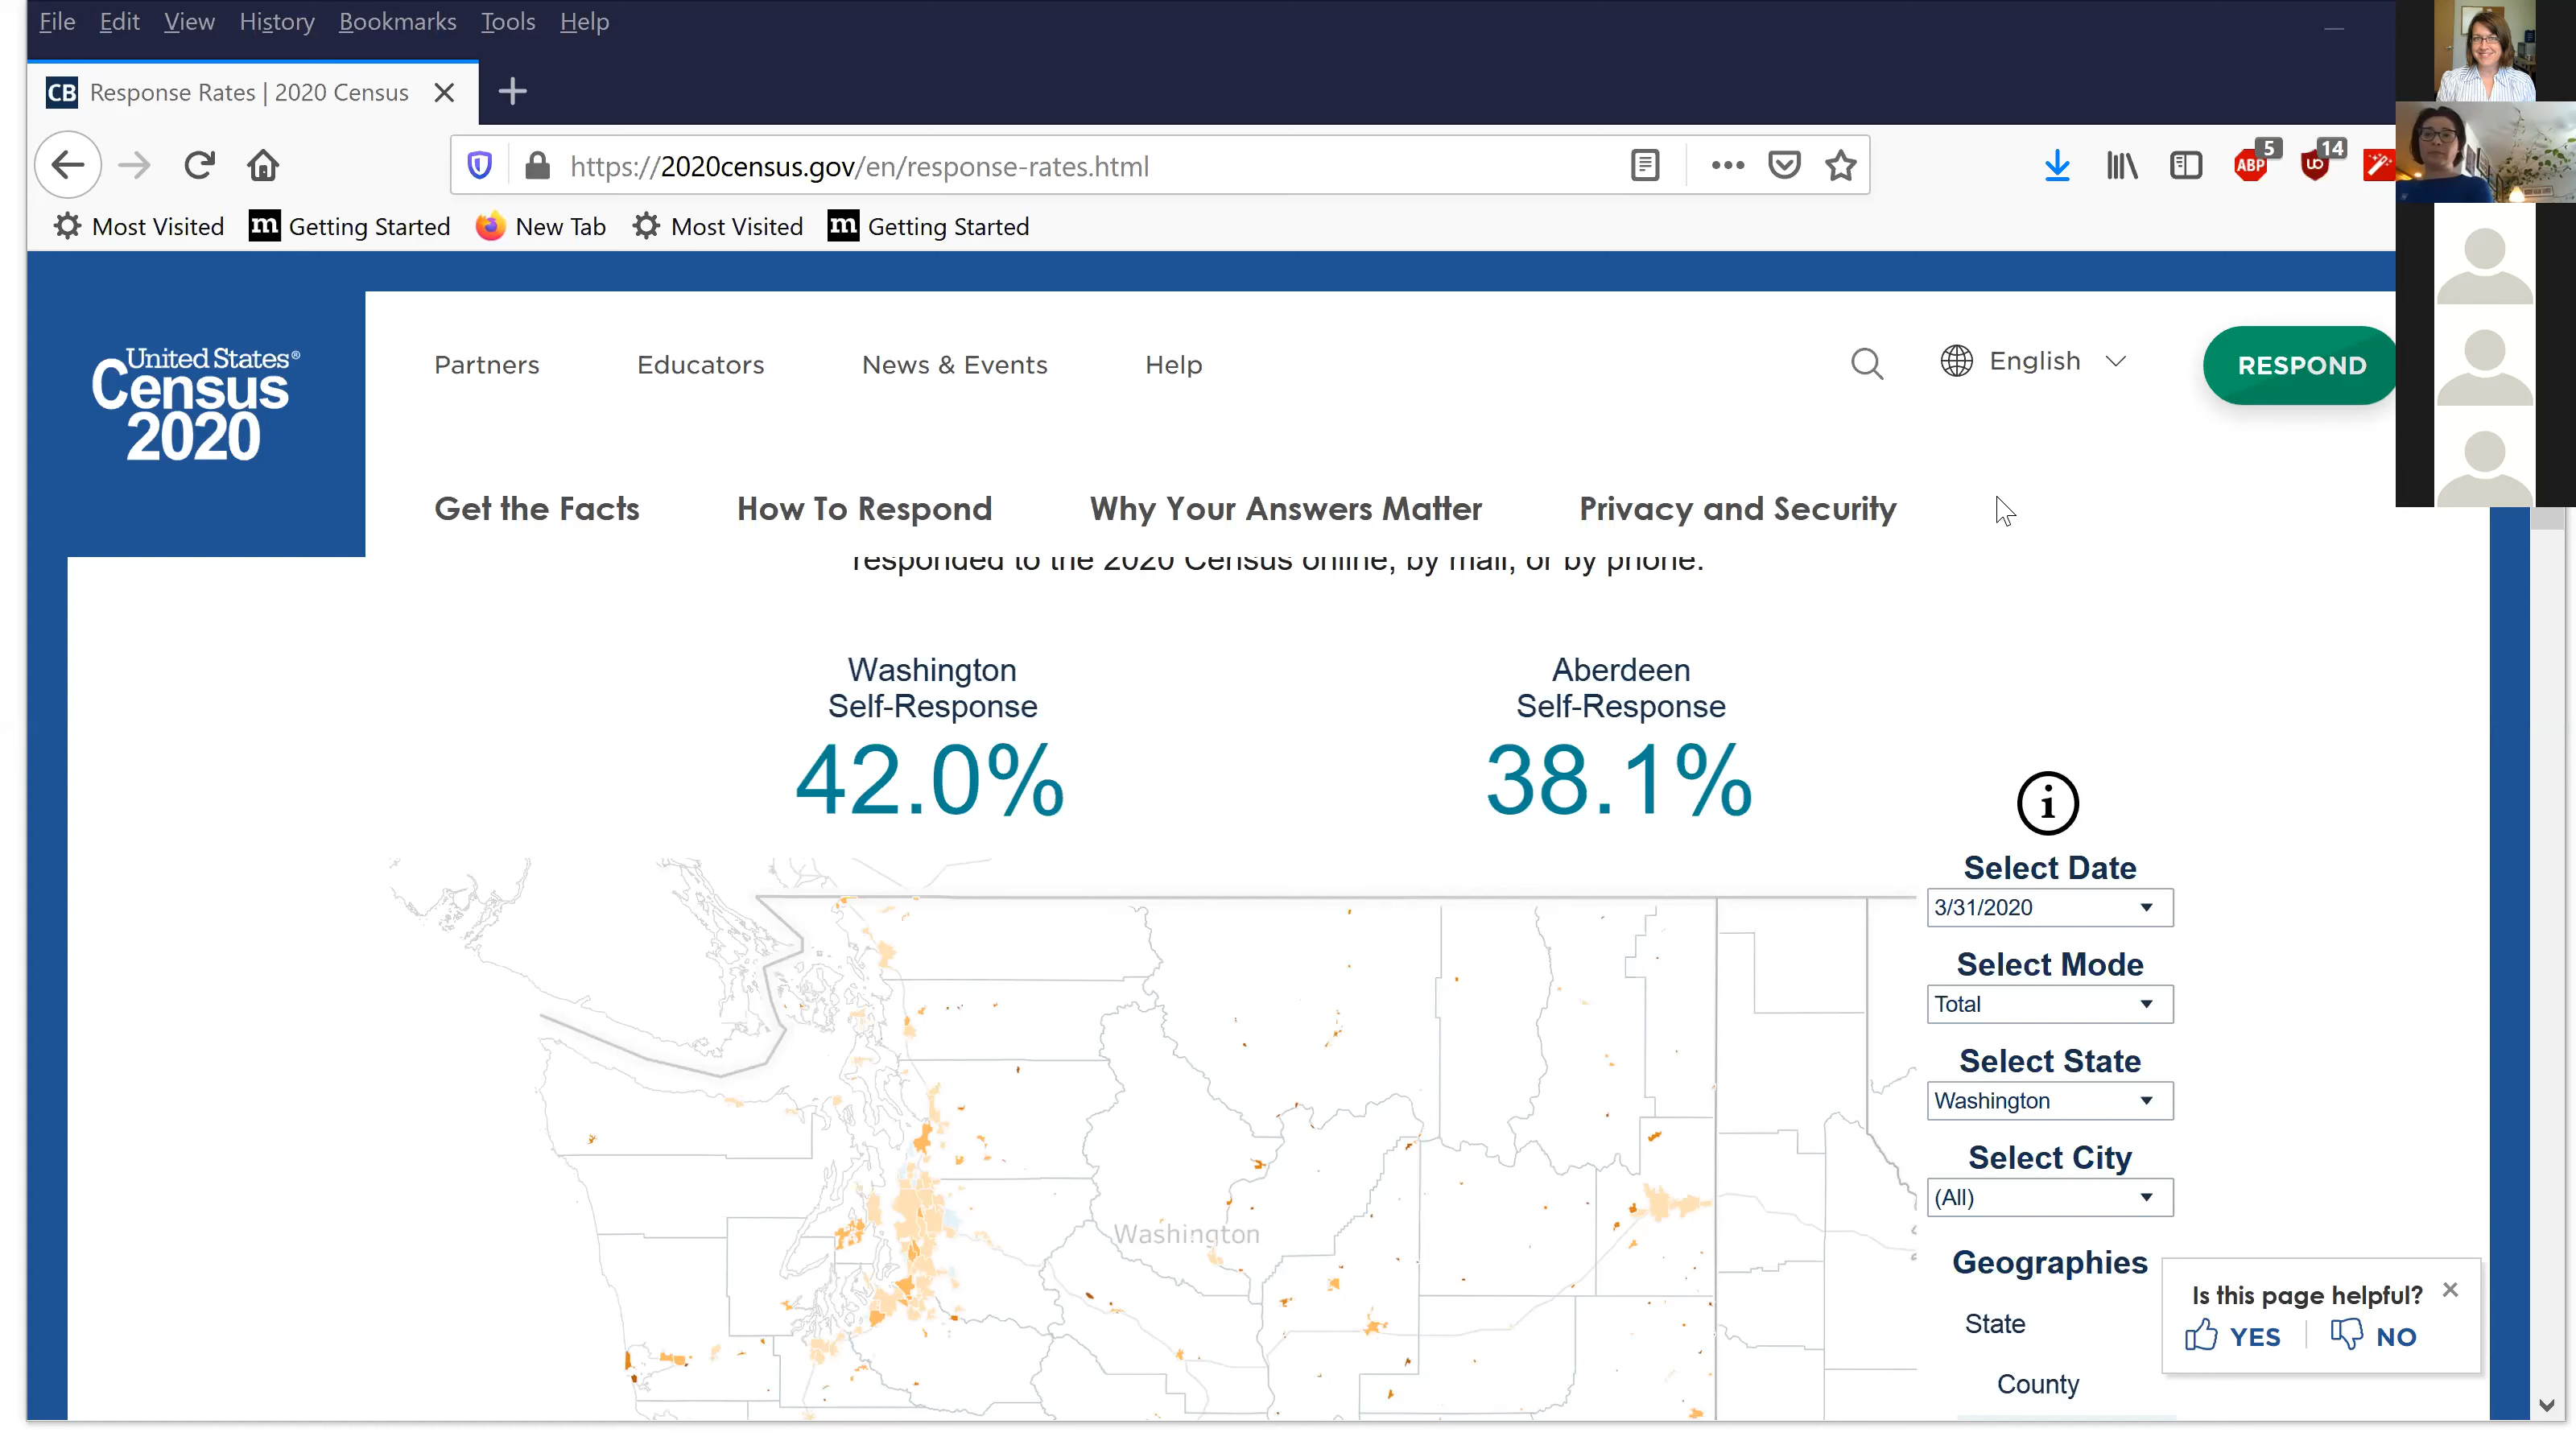 File Edit View History Bookmarks Tools Help
CB Response Rates | 2020 Census
https://2020census.gov/en/response-rates.html
ABP 5 14
Most Visited m Getting Started New Tab Most Visited m Getting Started
United States®
Census
2020
Partners Educators News & Events Help English RESPOND
Get the Facts How To Respond Why Your Answers Matter Privacy and Security
responded to the 2020 Census online, by mail, or by phone.
Washington
Self-Response
42.0%
Aberdeen
Self-Response
38.1%
i
Select Date
3/31/2020
Select Mode
Total
Select State
Washington
Select City
(All)
Washington
Geographies
State
County
Is this page helpful?
YES NO